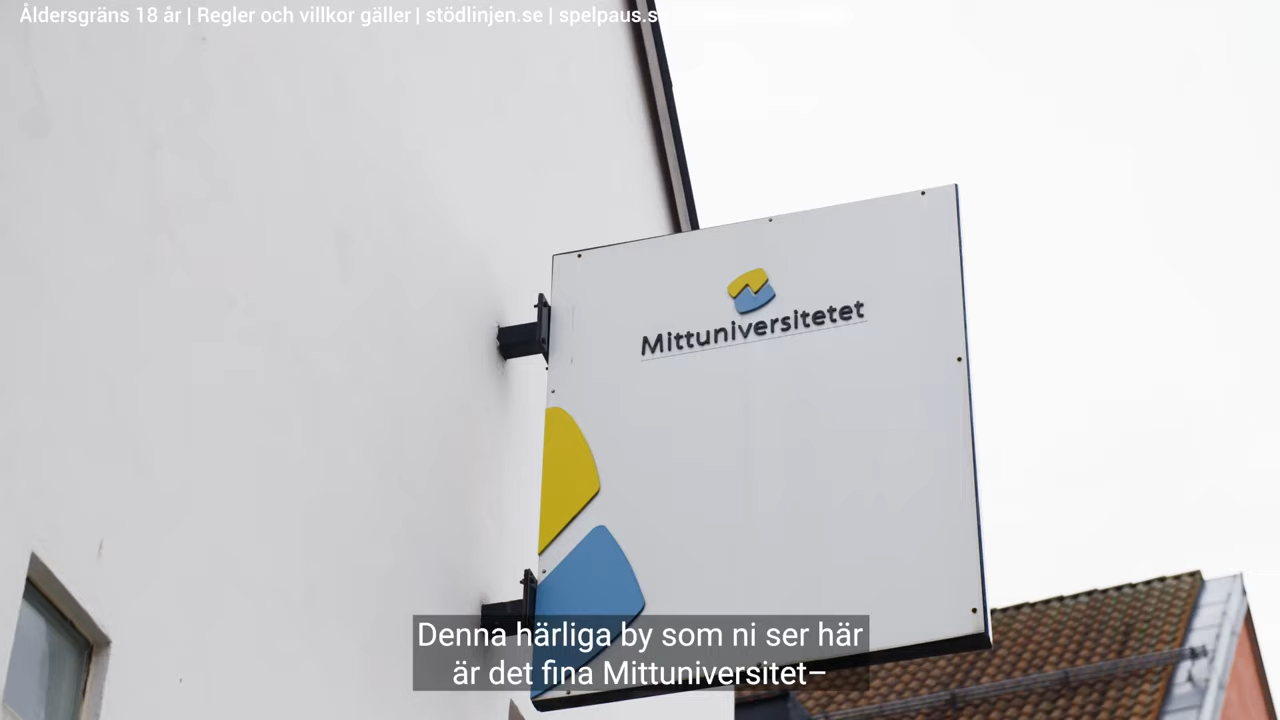 Åldersgräns 18 år | Regler och villkor gäller | stödlinjen.se | spelpaus.se
Mittuniversitetet
Denna härliga by som ni ser här
är det fina Mittuniversitet–